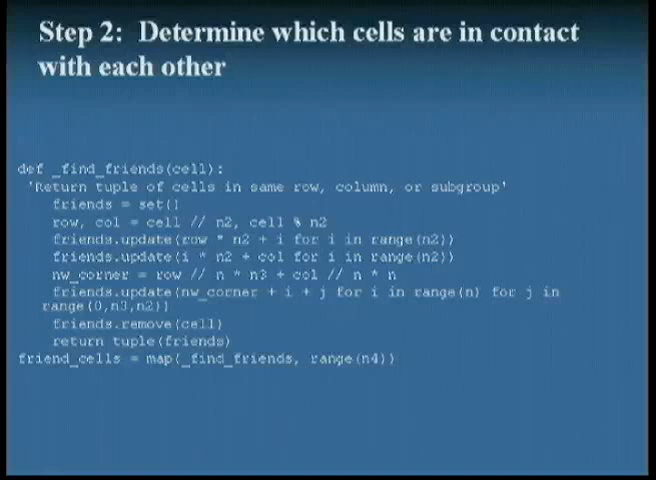 Step 2:  Determine which cells are in contact
with each other
def _find_friends(cell):
'Return tuple of cells in same row, column, or subgroup'
friends = set()
row, col = cell // n2, cell % n2
friends.update(row * n2 + i for i in range(n2))
friends.update(i * n2 + col for i in range(n2))
nw_corner = row // n * n3 + col // n * n
friends.update(nw_corner + i + j for i in range(n) for j in
range(0,n3,n2))
friends.remove(cell)
return tuple(friends)
friend_cells = map(_find_friends, range(n4))